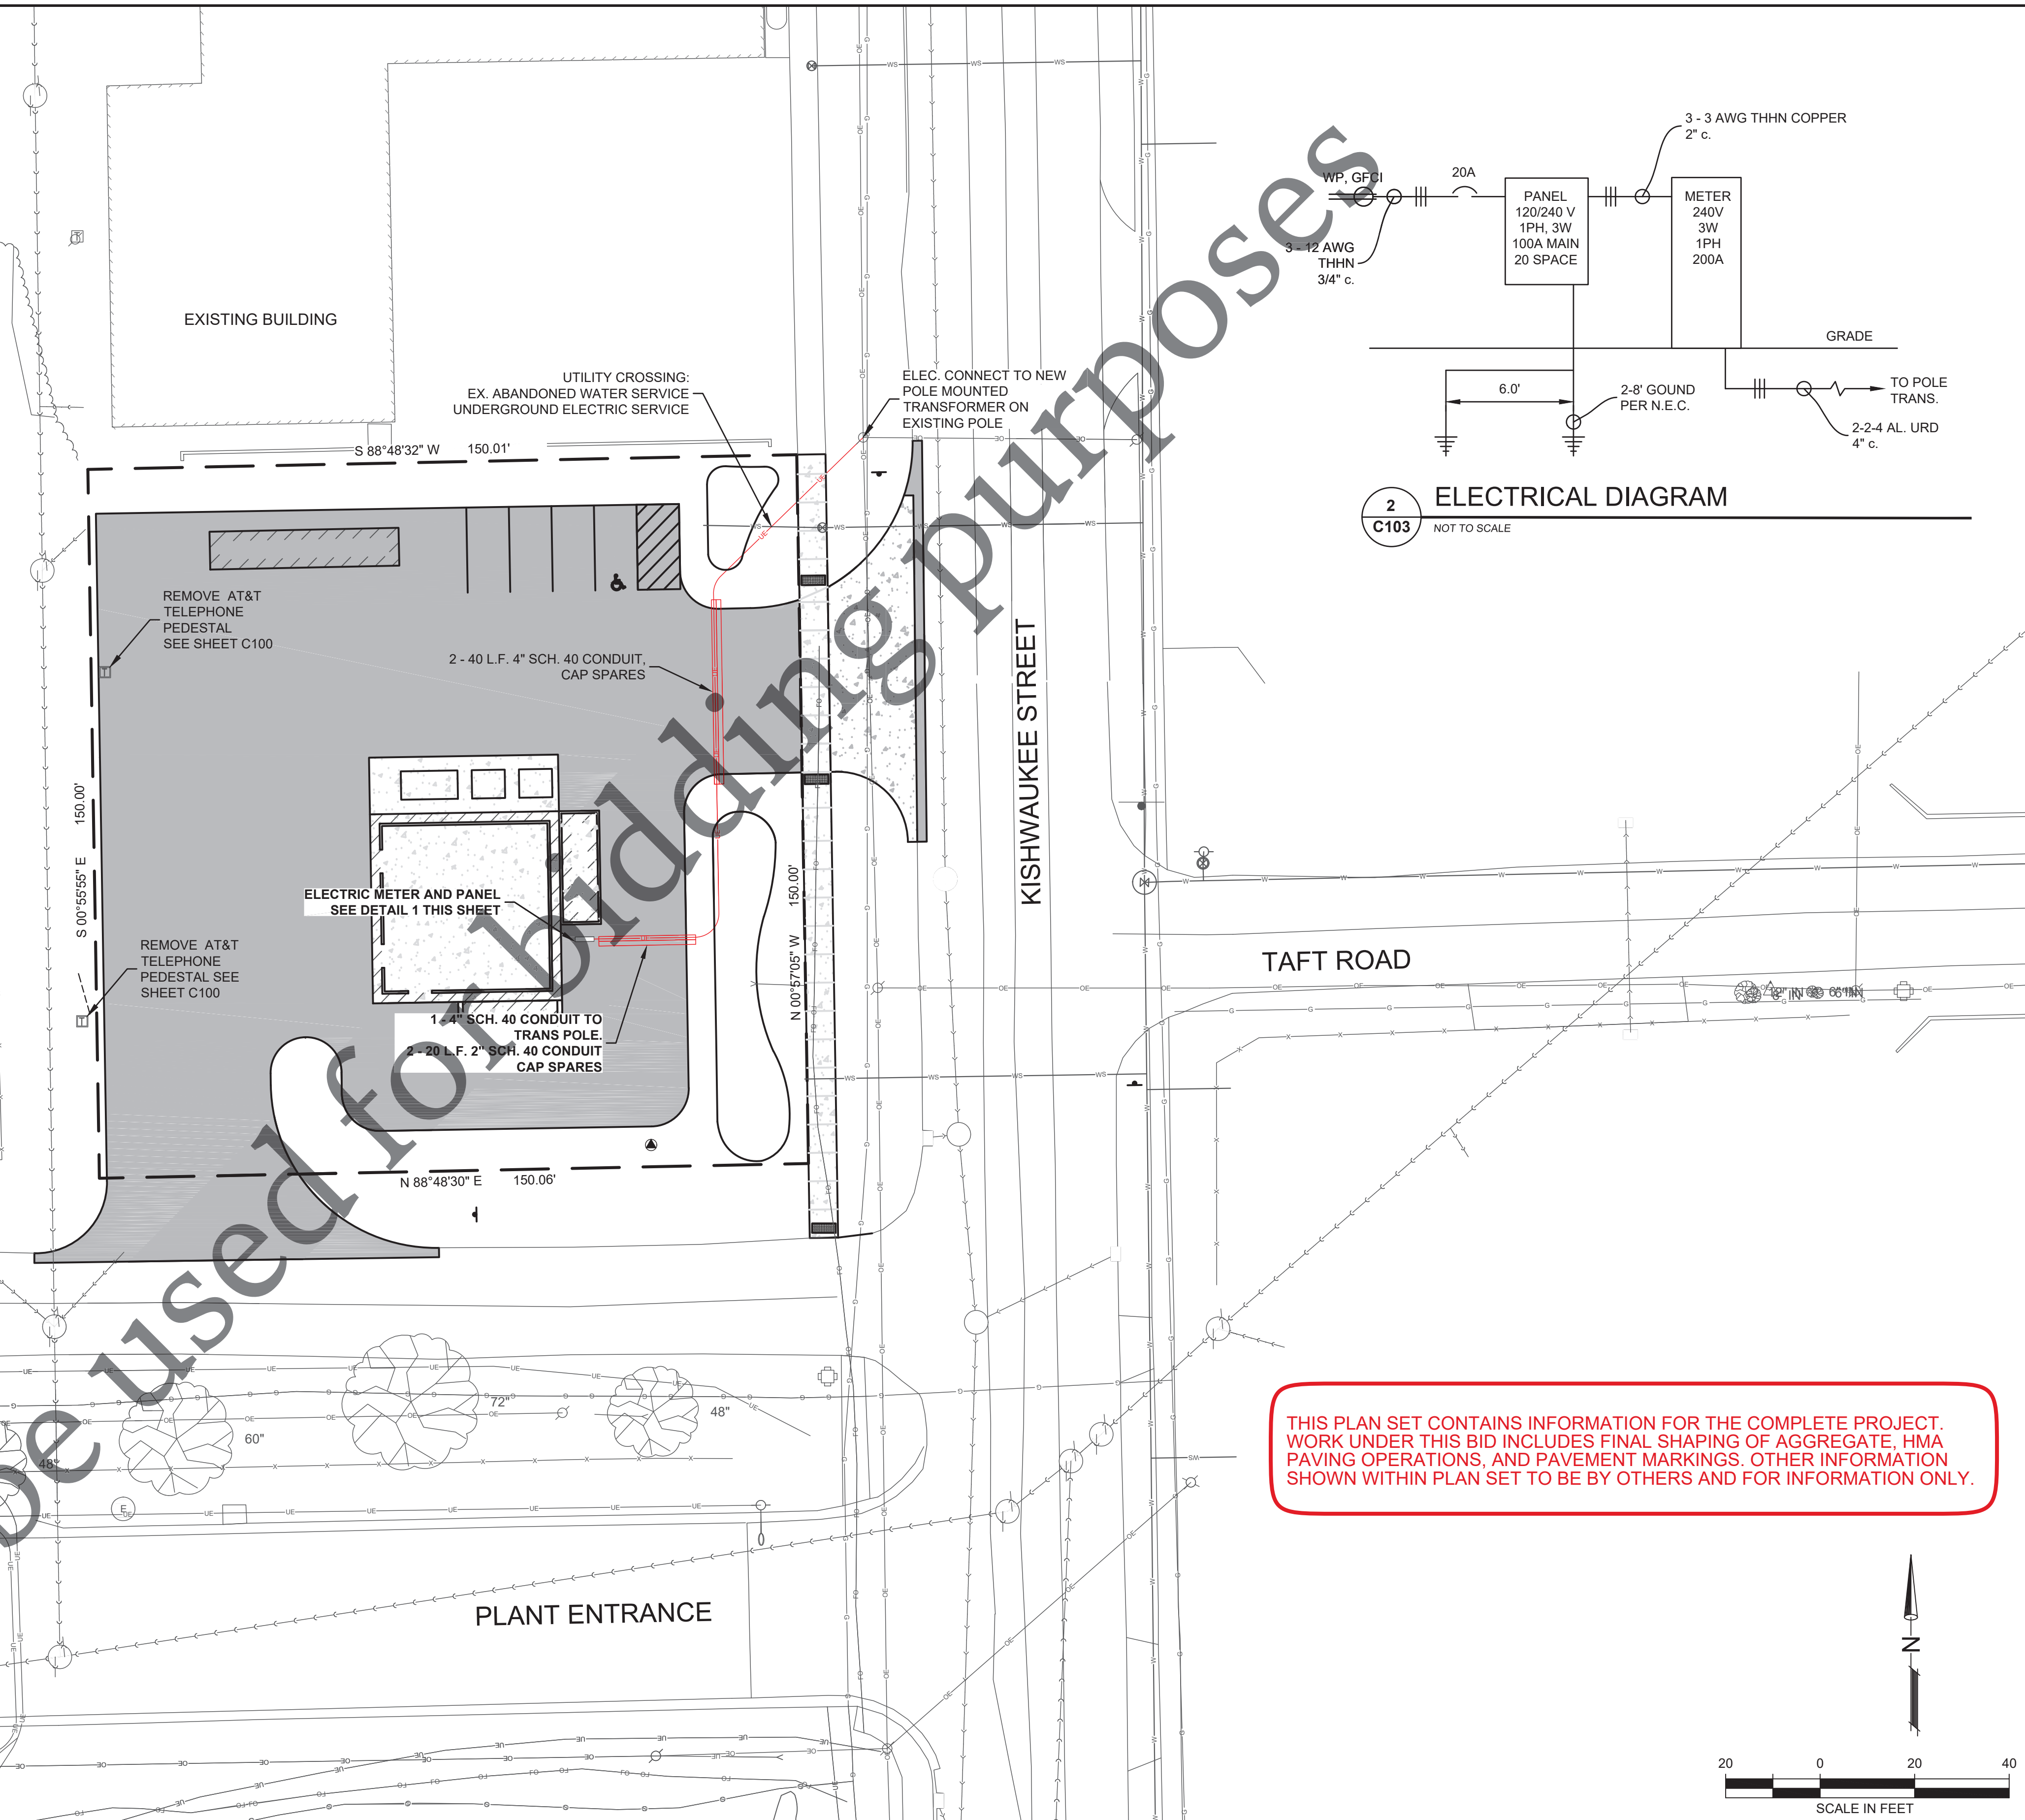 be used for bidding purposes
EXISTING BUILDING
UTILITY CROSSING:
EX. ABANDONED WATER SERVICE
UNDERGROUND ELECTRIC SERVICE
ELEC. CONNECT TO NEW
POLE MOUNTED
TRANSFORMER ON
EXISTING POLE
S 88°48'32" W 150.01'
REMOVE AT&T
TELEPHONE
PEDESTAL
SEE SHEET C100
2 - 40 L.F. 4" SCH. 40 CONDUIT,
CAP SPARES
S 00°55'55" E 150.00'
ELECTRIC METER AND PANEL
SEE DETAIL 1 THIS SHEET
REMOVE AT&T
TELEPHONE
PEDESTAL SEE
SHEET C100
1 - 4" SCH. 40 CONDUIT TO
TRANS POLE.
2 - 20 L.F. 2" SCH. 40 CONDUIT
CAP SPARES
N 00°57'05" W 150.00'
N 88°48'30" E 150.06'
KISHWAUKEE STREET
TAFT ROAD
PLANT ENTRANCE
60"
72"
48"
48"
E
3 - 3 AWG THHN COPPER
2" c.
WP, GFCI
20A
3 - 12 AWG
THHN
3/4" c.
PANEL
120/240 V
1PH, 3W
100A MAIN
20 SPACE
METER
240V
3W
1PH
200A
GRADE
6.0'
2-8' GOUND
PER N.E.C.
TO POLE
TRANS.
2-2-4 AL. URD
4" c.
2
C103
ELECTRICAL DIAGRAM
NOT TO SCALE
THIS PLAN SET CONTAINS INFORMATION FOR THE COMPLETE PROJECT.
WORK UNDER THIS BID INCLUDES FINAL SHAPING OF AGGREGATE, HMA
PAVING OPERATIONS, AND PAVEMENT MARKINGS. OTHER INFORMATION
SHOWN WITHIN PLAN SET TO BE BY OTHERS AND FOR INFORMATION ONLY.
N
20 0 20 40
SCALE IN FEET